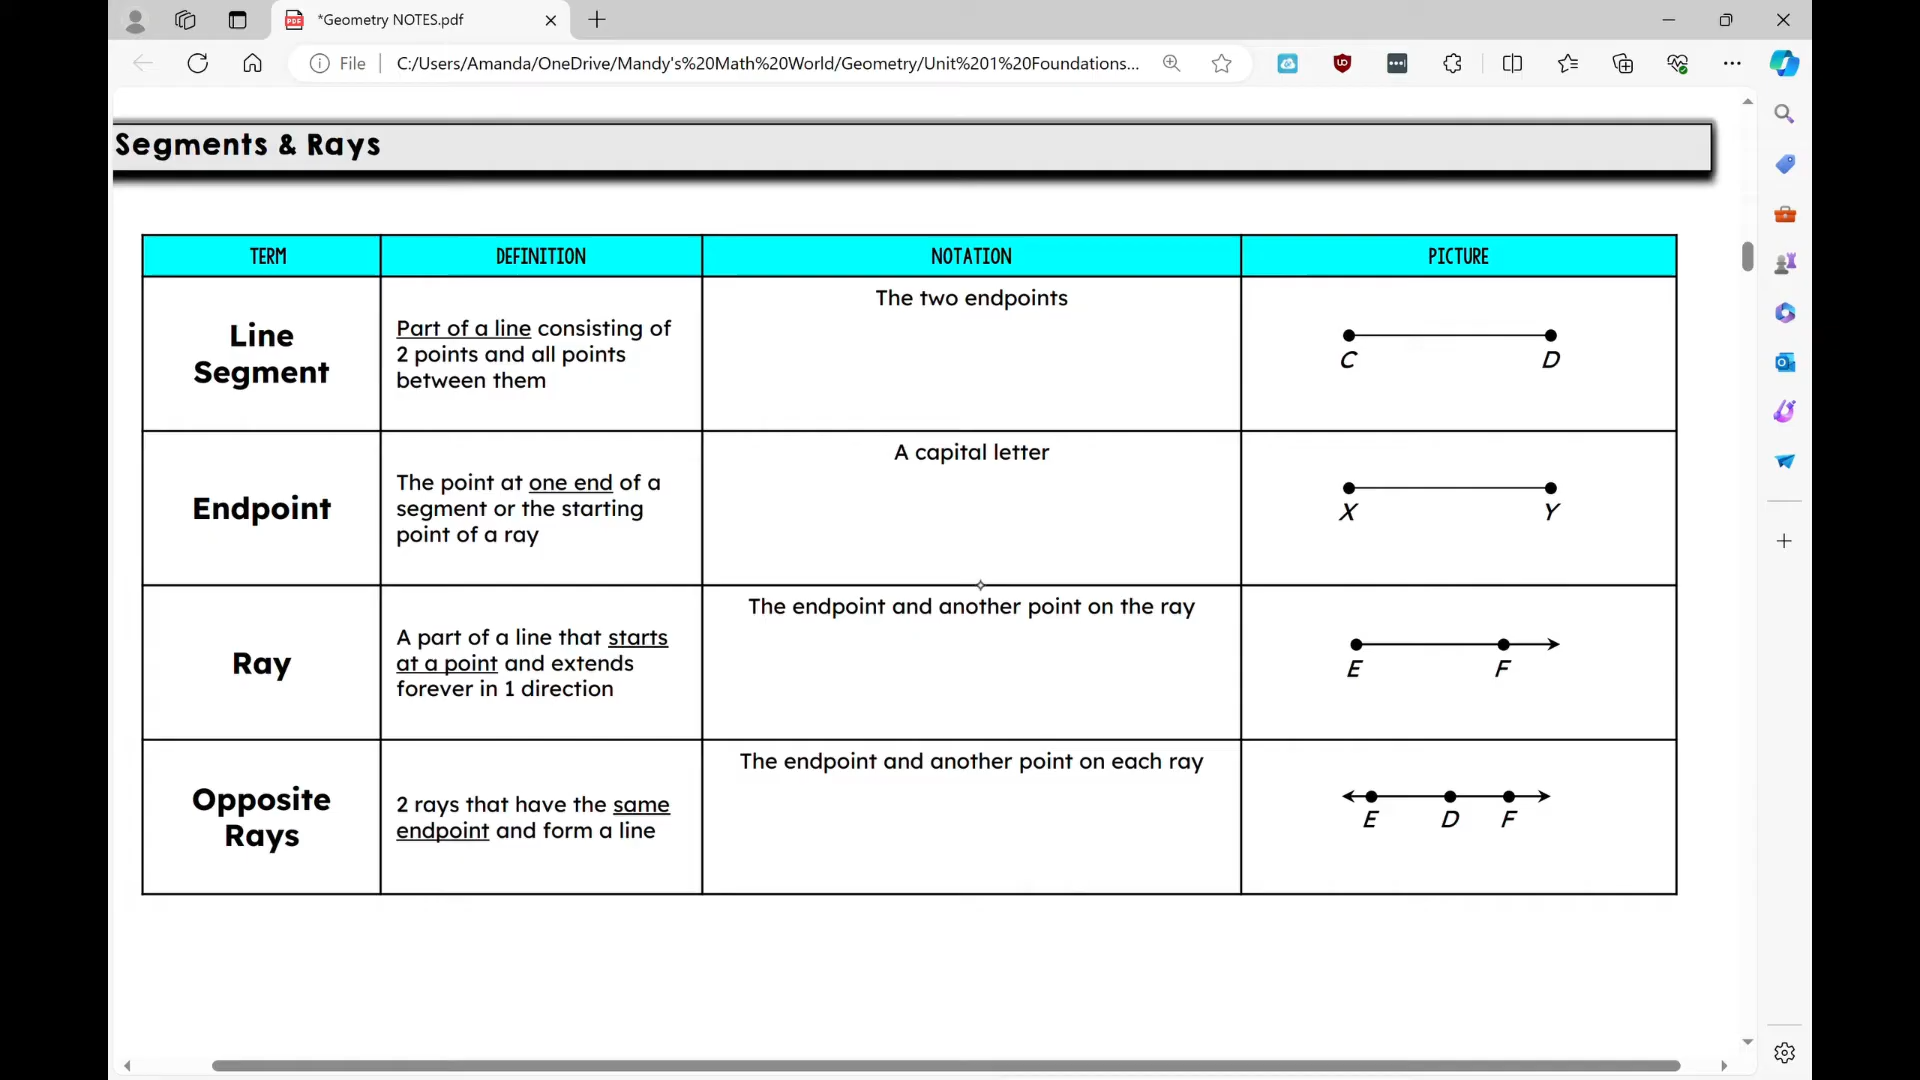 *Geometry NOTES.pdf
File
C:/Users/Amanda/OneDrive/Mandy's%20Math%20World/Geometry/Unit%201%20Foundations...
Segments & Rays
TERM
DEFINITION
NOTATION
PICTURE
Line
Segment
Part of a line consisting of
2 points and all points
between them
The two endpoints
C
D
Endpoint
The point at one end of a
segment or the starting
point of a ray
A capital letter
X
Y
Ray
A part of a line that starts
at a point and extends
forever in 1 direction
The endpoint and another point on the ray
E
F
Opposite
Rays
2 rays that have the same
endpoint and form a line
The endpoint and another point on each ray
E
D
F